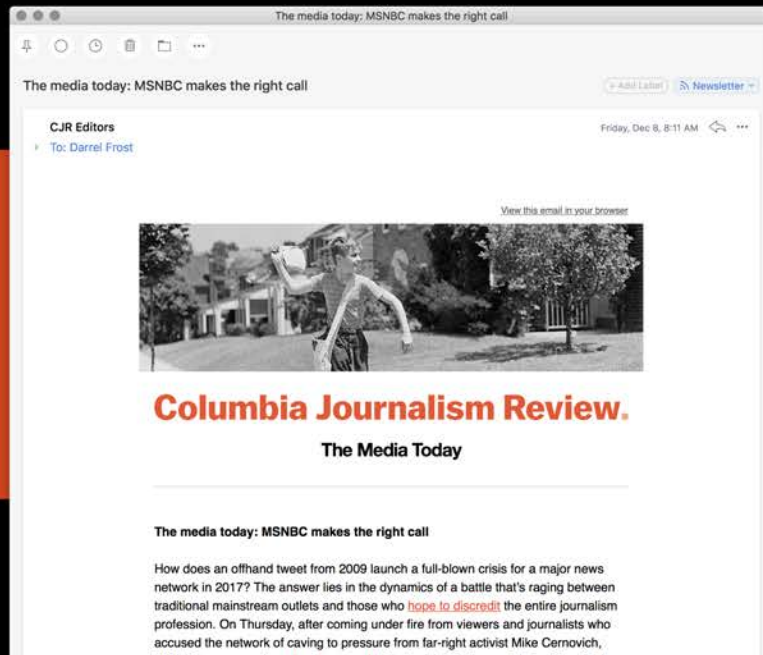 The media today: MSNBC makes the right call
The media today: MSNBC makes the right call
+ Add Label
Newsletter
CJR Editors
Friday, Dec 8, 8:11 AM
To: Darrel Frost
View this email in your browser
Columbia Journalism Review.
The Media Today
The media today: MSNBC makes the right call
How does an offhand tweet from 2009 launch a full-blown crisis for a major news
network in 2017? The answer lies in the dynamics of a battle that's raging between
traditional mainstream outlets and those who hope to discredit the entire journalism
profession. On Thursday, after coming under fire from viewers and journalists who
accused the network of caving to pressure from far-right activist Mike Cernovich,